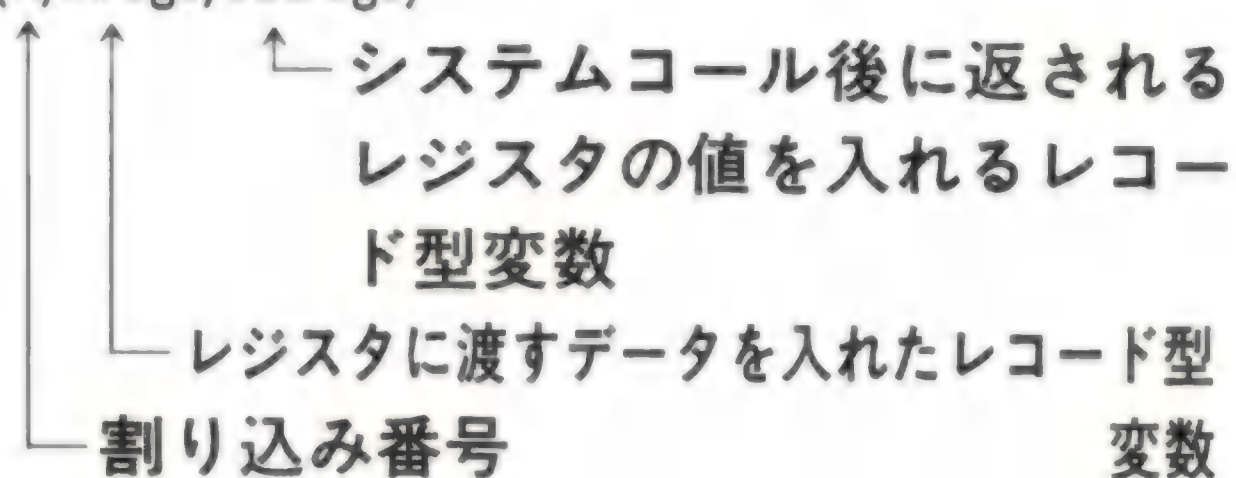 システムコール後に返される
レジスタの値を入れるレコー
ド型変数
レジスタに渡すデータを入れたレコード型
変数
割り込み番号